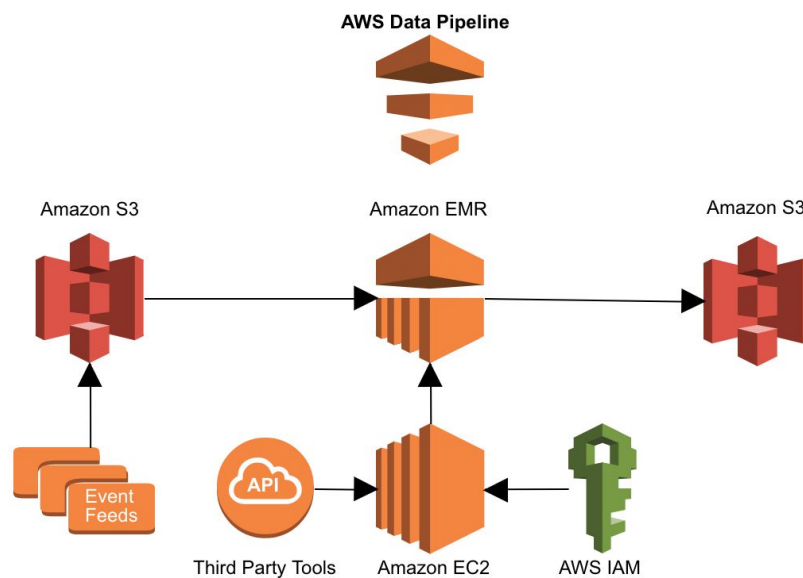 AWS Data Pipeline
Amazon S3
Amazon EMR
Amazon S3
Event
Feeds
API
Third Party Tools
Amazon EC2
AWS IAM